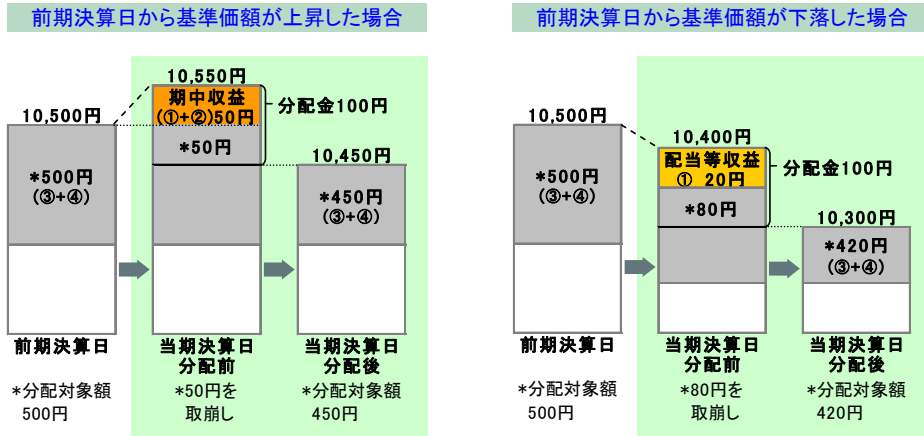 前期決算日から基準価額が上昇した場合
10,550円
期中収益
(①+②)50円
分配金100円
10,500円
*50円
10,450円
*500円
(③+④)
*450円
(③+④)
前期決算日
当期決算日
分配前
当期決算日
分配後
*分配対象額
500円
*50円を
取崩し
*分配対象額
450円
前期決算日から基準価額が下落した場合
10,500円
10,400円
配当等収益
① 20円
分配金100円
*500円
(③+④)
*80円
10,300円
*420円
(③+④)
前期決算日
当期決算日
分配前
当期決算日
分配後
*分配対象額
500円
*80円を
取崩し
*分配対象額
420円